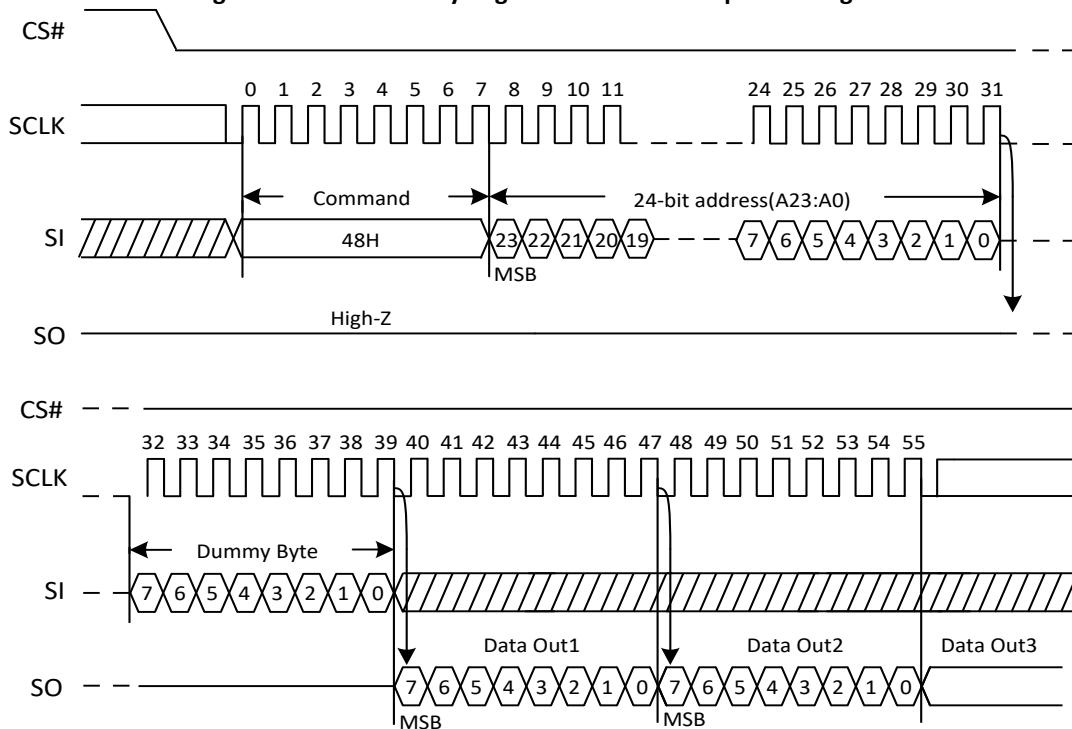 CS#
0 1 2 3 4 5 6 7 8 9 10 11 24 25 26 27 28 29 30 31
SCLK
Command 24-bit address(A23:A0)
SI 48H 23 22 21 20 19 7 6 5 4 3 2 1 0
MSB
High-Z
SO
CS#
32 33 34 35 36 37 38 39 40 41 42 43 44 45 46 47 48 49 50 51 52 53 54 55
SCLK
Dummy Byte
SI 7 6 5 4 3 2 1 0
Data Out1 Data Out2 Data Out3
SO 7 6 5 4 3 2 1 0 7 6 5 4 3 2 1 0
MSB MSB